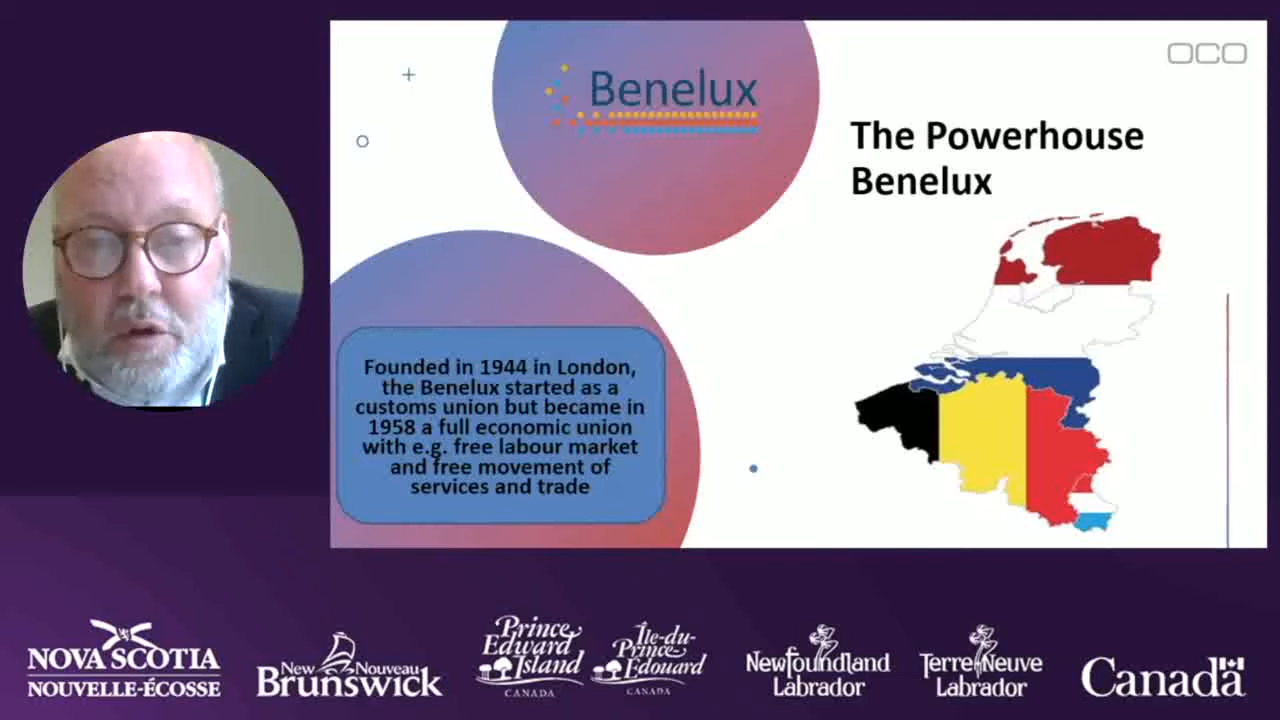 OCO
Benelux
The Powerhouse
Benelux
Founded in 1944 in London,
the Benelux started as a
customs union but became in
1958 a full economic union
with e.g. free labour market
and free movement of
services and trade
NOVA SCOTIA
NOUVELLE-ÉCOSSE
New Nouveau
Brunswick
Prince
Edward
Island
CANADA
Île-du-
Prince
Édouard
CANADA
Newfoundland
Labrador
Terre Neuve
Labrador
Canada